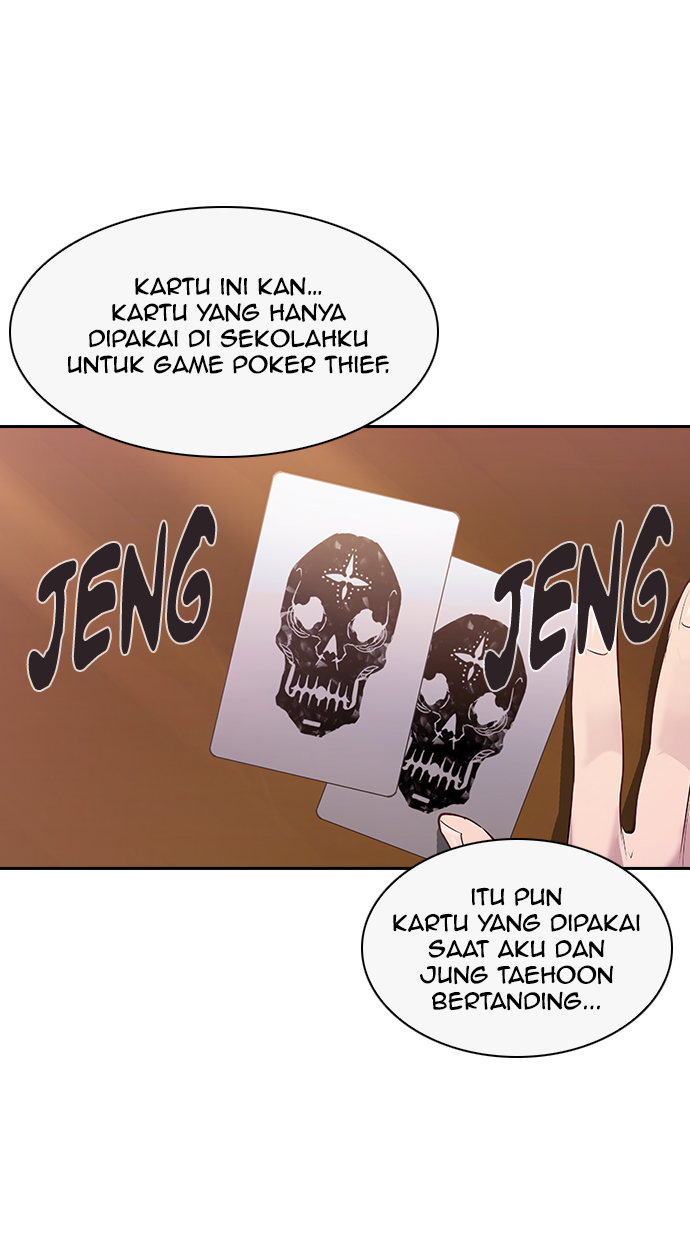 KARTU INI KAN...
KARTU YANG HANYA
DIPAKAI DI SEKOLAHKU
UNTUK GAME POKER THIEF.
JENG
JENG
ITU PUN
KARTU YANG DIPAKAI
SAAT AKU DAN
JUNG TAEHOON
BERTANDING...